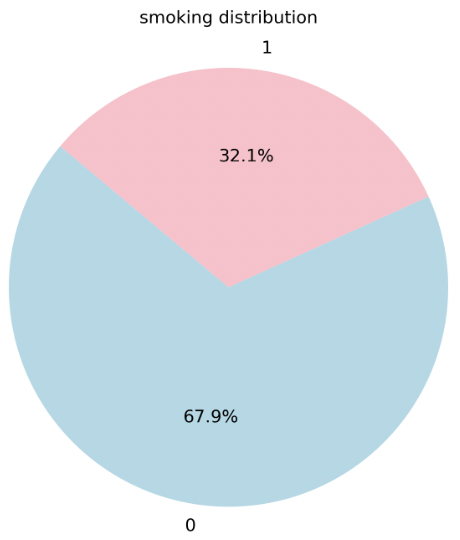 smoking distribution
1
32.1%
67.9%
0